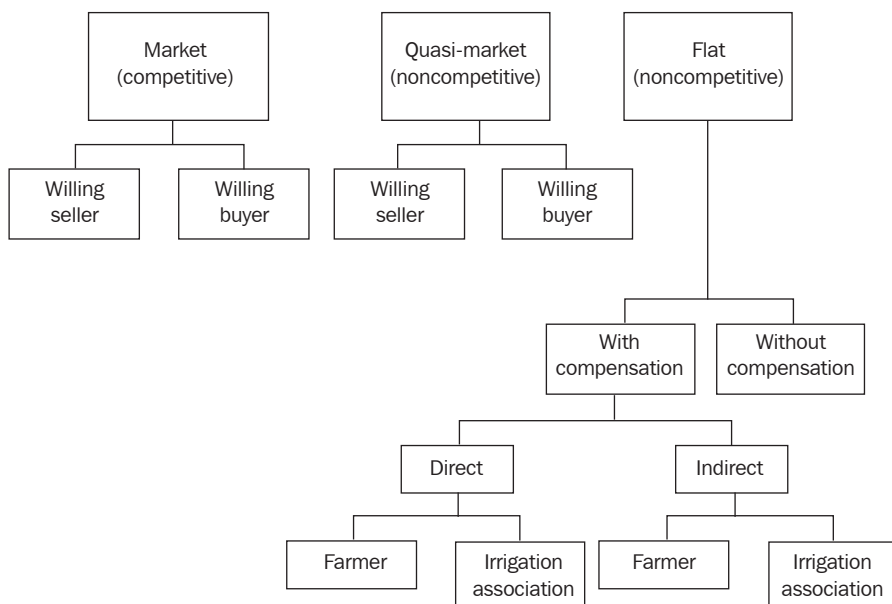 Market
(competitive)
Quasi-market
(noncompetitive)
Flat
(noncompetitive)
Willing
seller
Willing
buyer
Willing
seller
Willing
buyer
With
compensation
Without
compensation
Direct
Indirect
Farmer
Irrigation
association
Farmer
Irrigation
association